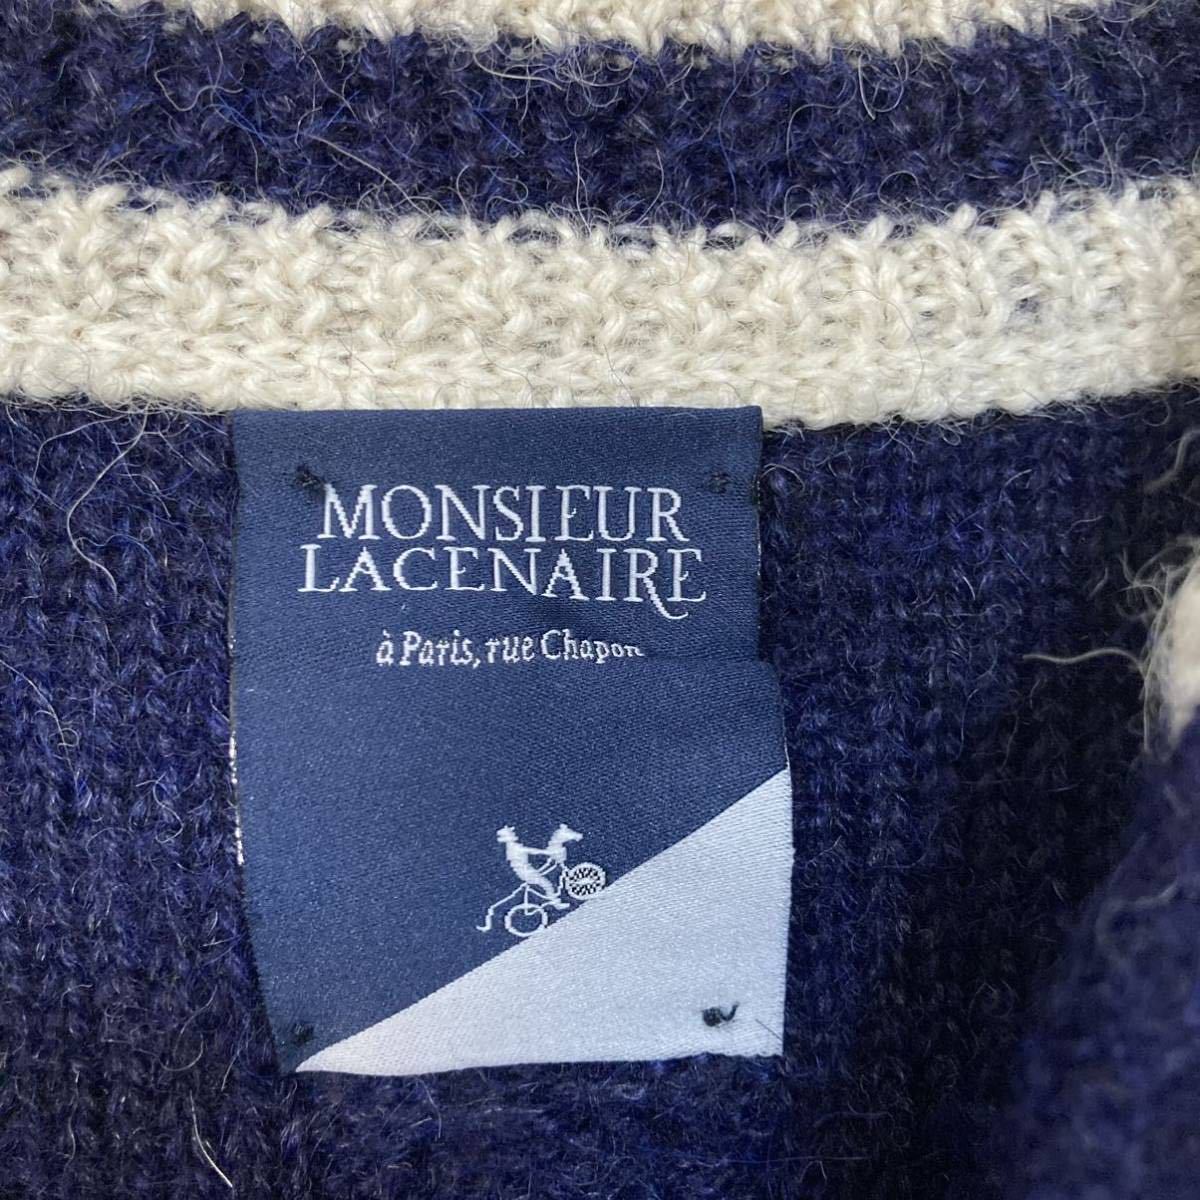 MONSIEUR
LACENAIRE
à Paris, rue Chapon